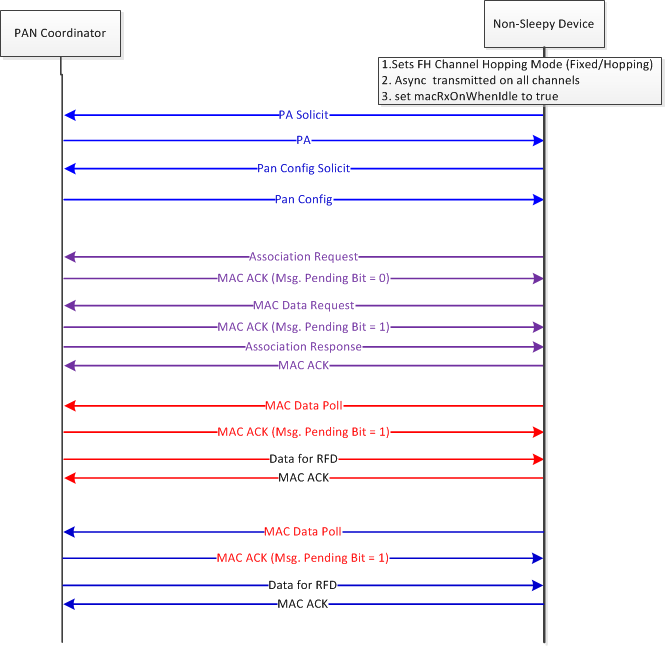 PAN Coordinator
Non-Sleepy Device
1.Sets FH Channel Hopping Mode (Fixed/Hopping)
2. Async transmitted on all channels
3. set macRxOnWhenIdle to true
PA Solicit
PA
Pan Config Solicit
Pan Config
Association Request
MAC ACK (Msg. Pending Bit = 0)
MAC Data Request
MAC ACK (Msg. Pending Bit = 1)
Association Response
MAC ACK
MAC Data Poll
MAC ACK (Msg. Pending Bit = 1)
Data for RFD
MAC ACK
MAC Data Poll
MAC ACK (Msg. Pending Bit = 1)
Data for RFD
MAC ACK